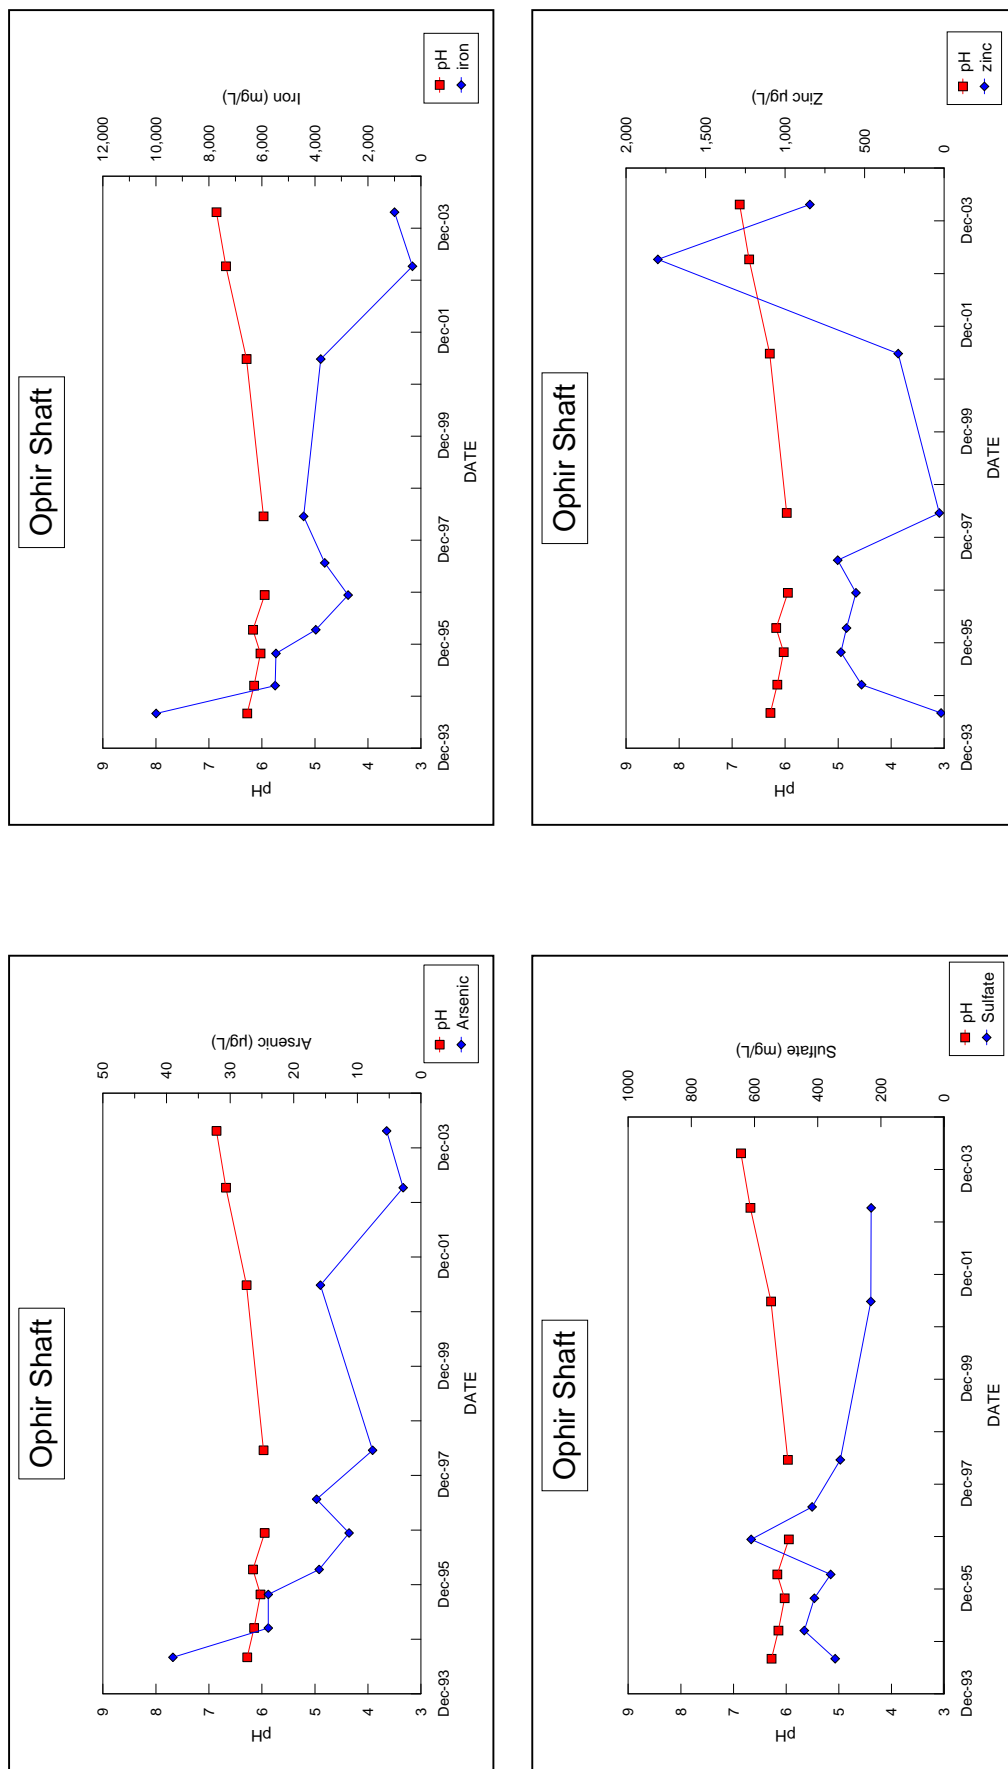 Ophir Shaft
9
8
7
6
5
4
3
pH
50
40
30
20
10
0
Arsenic (µg/L)
Dec-93
Dec-95
Dec-97
Dec-99
Dec-01
Dec-03
DATE
pH
Arsenic
Ophir Shaft
9
8
7
6
5
4
3
pH
12,000
10,000
8,000
6,000
4,000
2,000
0
Iron (mg/L)
Dec-93
Dec-95
Dec-97
Dec-99
Dec-01
Dec-03
DATE
pH
iron
Ophir Shaft
9
8
7
6
5
4
3
pH
1000
800
600
400
200
0
Sulfate (mg/L)
Dec-93
Dec-95
Dec-97
Dec-99
Dec-01
Dec-03
DATE
pH
Sulfate
Ophir Shaft
9
8
7
6
5
4
3
pH
2,000
1,500
1,000
500
0
Zinc µg/L)
Dec-93
Dec-95
Dec-97
Dec-99
Dec-01
Dec-03
DATE
pH
zinc